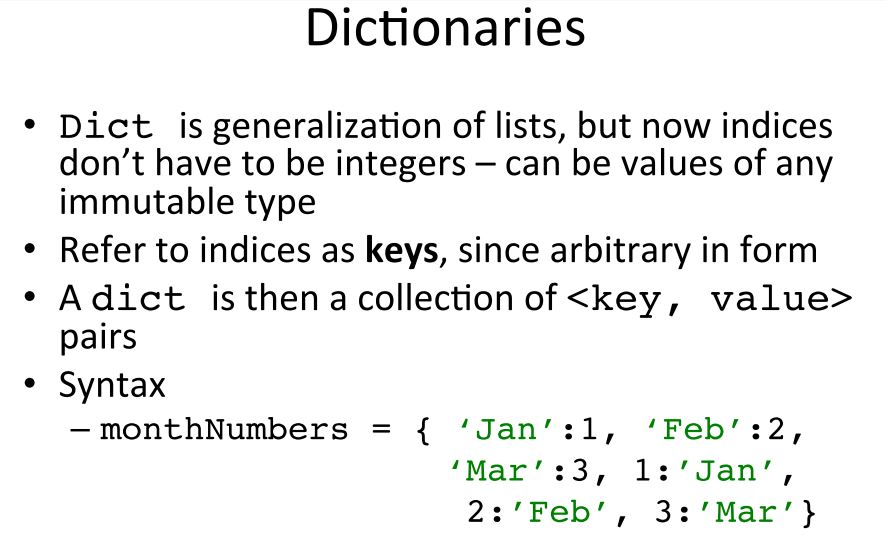 Dictionaries
• Dict is generalization of lists, but now indices
don’t have to be integers – can be values of any
immutable type
• Refer to indices as keys, since arbitrary in form
• A dict is then a collection of <key, value>
pairs
• Syntax
– monthNumbers = { ‘Jan’:1, ‘Feb’:2,
‘Mar’:3, 1:’Jan’,
2:’Feb’, 3:’Mar’}